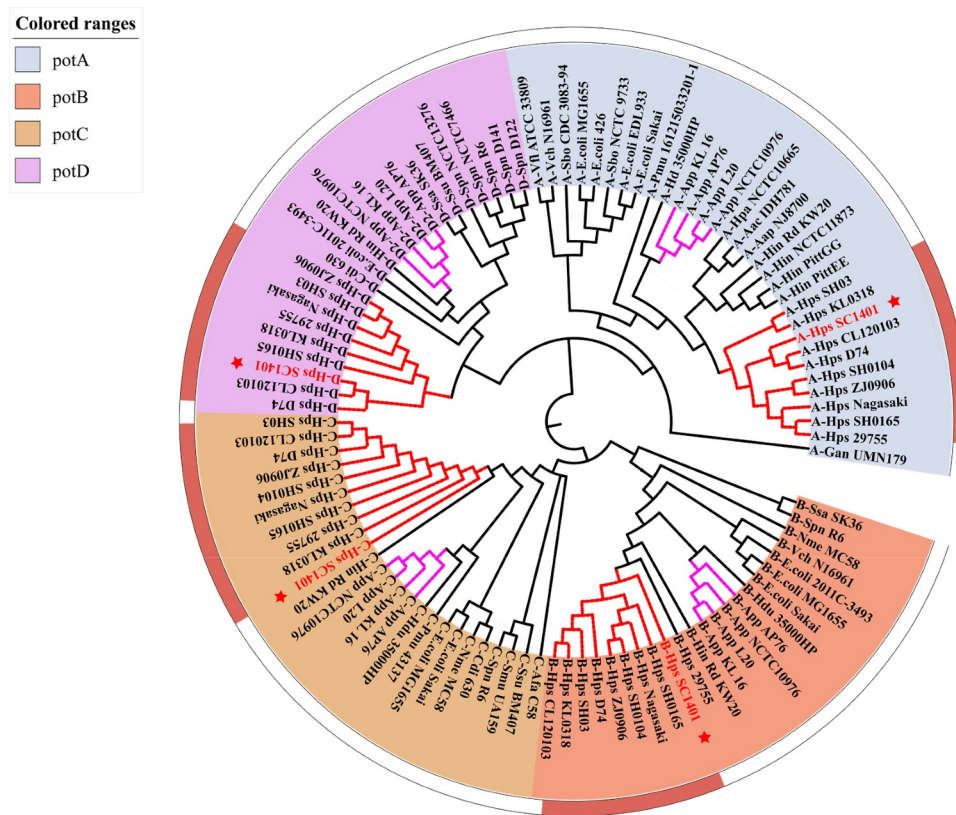 Colored ranges
potA
potB
potC
potD
A-Vfl ATCC 33809
A-Vch N16961
A-Sbo CDC 3083-94
A-E.coli MG1655
A-E.coli 426
A-Sbo NCTC 9733
A-E.coli EDL933
A-E.coli Sakai
A-Pmu 161215033201-1
A-Hd 35000HP
A-App KL 16
A-App AP76
A-App L20
A-App NCTC10976
A-Hps NCTC10665
A-Aac IDH781
A-Aap NJ8700
A-Hin Rd KW20
A-Hin NCTC11873
A-Hin PittGG
A-Hin PittEE
A-Hps SH03
A-Hps KL0318
A-Hps SC1401
A-Hps CL120103
A-Hps D74
A-Hps SH0104
A-Hps ZJ0906
A-Hps Nagasaki
A-Hps SH0165
A-Hps 29755
A-Gan UMN179
B-Ssa SK36
B-Spn R6
B-Nme MC58
B-Vch N16961
B-E.coli 2011C-3493
B-E.coli MG1655
B-E.coli Sakai
B-Hdu 35000HP
B-App AP76
B-App NCTC10976
B-App L20
B-App KL 16
B-Hin Rd KW20
B-Hps 29755
B-Hps SC1401
B-Hps SH0165
B-Hps Nagasaki
B-Hps SH0104
B-Hps ZJ0906
B-Hps D74
B-Hps SH03
B-Hps KL0318
B-Hps CL120103
C-Afa C58
C-Ssu BM407
C-Smu UA159
C-Spn R6
C-Cdi 630
C-Nme MC58
C-E.coli Sakai
C-E.coli MG1655
C-Pmu 43137
C-Hdu 35000HP
C-App AP76
C-App KL 16
C-App L20
C-App NCTC10976
C-Hin Rd KW20
C-Hps SC1401
C-Hps KL0318
C-Hps 29755
C-Hps SH0165
C-Hps Nagasaki
C-Hps SH0104
C-Hps ZJ0906
C-Hps D74
C-Hps CL120103
C-Hps SH03
D-Hps D74
D-Hps CL120103
D-Hps SC1401
D-Hps SH0165
D-Hps KL0318
D-Hps 29755
D-Hps Nagasaki
D-Hps SH03
D-Hps ZJ0906
D-Cdi 630
D-E.coli 2011C-3493
D-Hin Rd KW20
D2-App NCTC10976
D2-App KL 16
D2-App L20
D2-App AP76
D-Ssa SK36
D-Ssu BM407
D-Spn NCTC13276
D-Spn NCTC7466
D-Spn R6
D-Spn D141
D-Spn D122